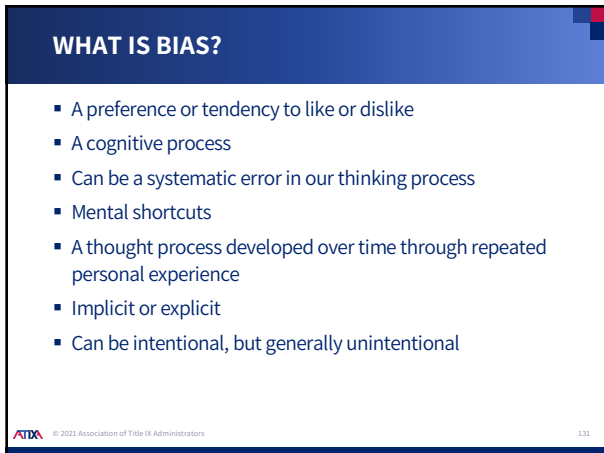 WHAT IS BIAS?
▪ A preference or tendency to like or dislike
▪ A cognitive process
▪ Can be a systematic error in our thinking process
▪ Mental shortcuts
▪ A thought process developed over time through repeated
personal experience
▪ Implicit or explicit
▪ Can be intentional, but generally unintentional
ATIXA © 2021 Association of Title IX Administrators 131